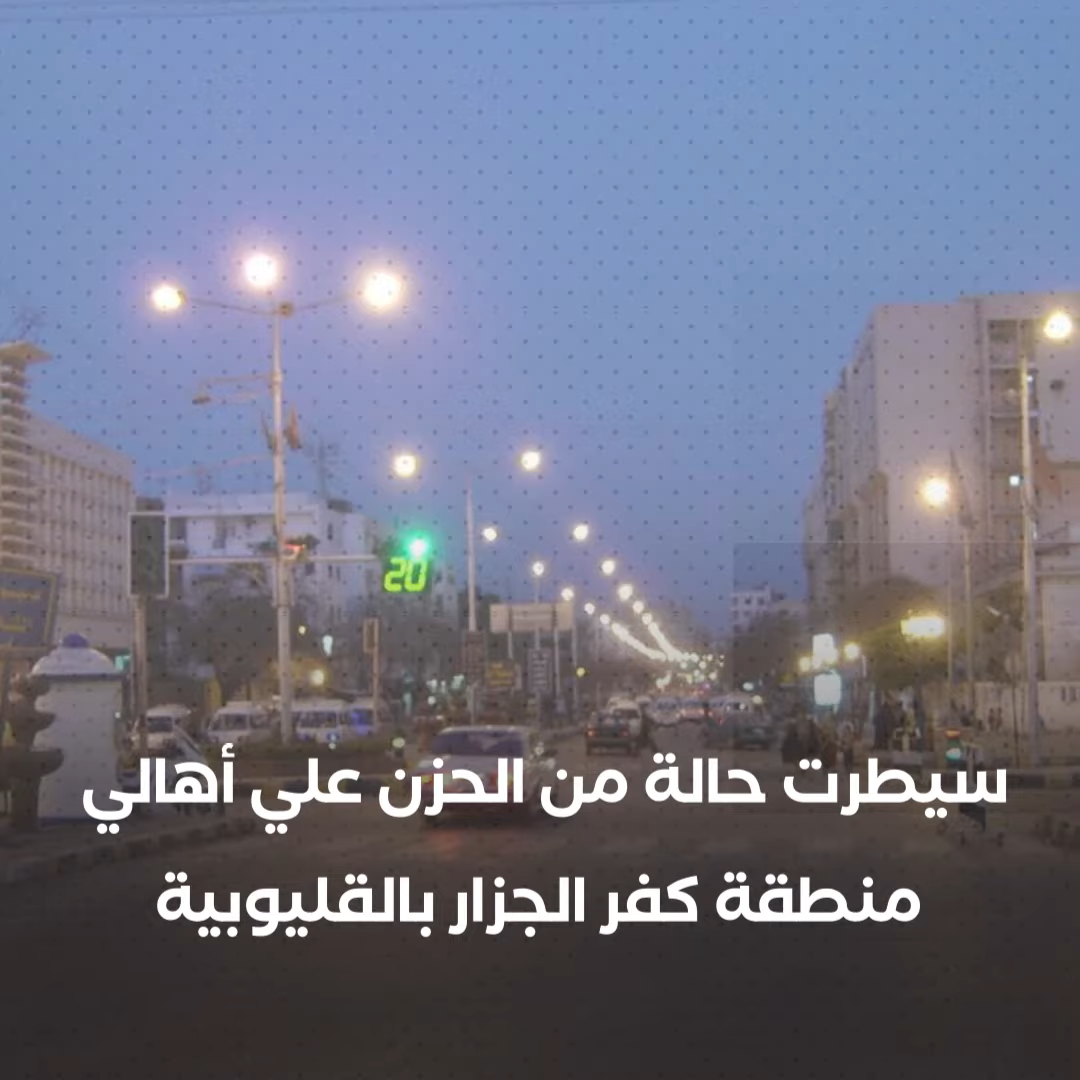 20
سيطرت حالة من الحزن علي أهالي
منطقة كفر الجزار بالقليوبية